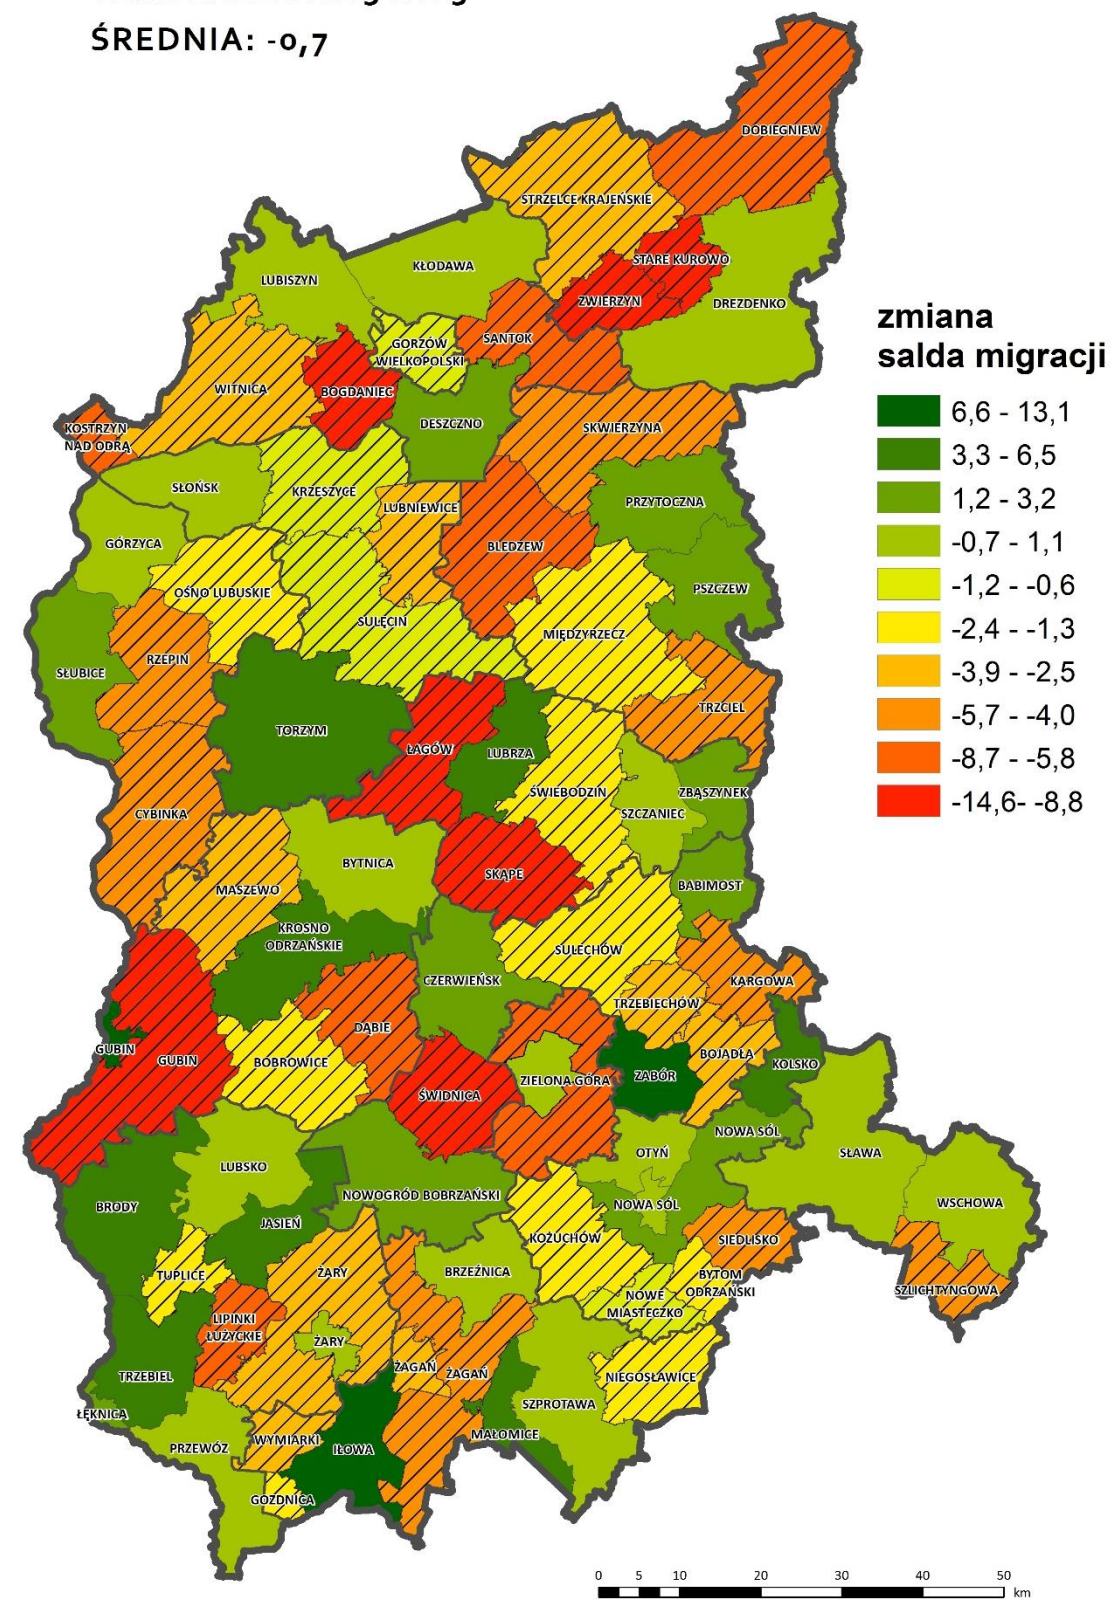 ŚREDNIA: -0,7
DOBIEGNIEW
STRZELCE KRAJEŃSKIE
STARE KUROWO
KŁODAWA
LUBISZYN
ZWIERZYN
DREZDENKO
SANTOK
GORZÓW
WIELKOPOLSKI
WITNICA
BOGDANIEC
DESZCZNO
SKWIERZYNA
KOSTRZYN
NAD ODRĄ
SŁOŃSK
KRZESZYCE
LUBNIEWICE
PRZYTOCZNA
GÓRZYCA
BLEDZEW
OŚNO LUBUSKIE
PSZCZEW
SULĘCIN
MIĘDZYRZECZ
RZEPIN
SŁUBICE
TRZCIEL
TORZYM
ŁAGÓW
LUBRZA
ŚWIEBODZIN
ZBĄSZYNEK
CYBINKA
SZCZANIEC
BYTNICA
SKĄPE
BABIMOST
MASZEWO
KROSNO
ODRZAŃSKIE
SULECHÓW
CZERWIEŃSK
KARGOWA
TRZEBIECHÓW
DĄBIE
GUBIN
GUBIN
BOBROWICE
BOJADŁA
KOLSKO
ZIELONA GÓRA
ZABÓR
ŚWIDNICA
NOWA SÓL
OTYŃ
SŁAWA
LUBSKO
NOWOGRÓD BOBRZAŃSKI
BRODY
NOWA SÓL
WSCHOWA
JASIEŃ
KOŻUCHÓW
SIEDLISKO
TUPLICE
ŻARY
BRZEŹNICA
BYTOM
ODRZAŃSKI
SZLICHTYNGOWA
NOWE
MIASTECZKO
LIPINKI
ŁUŻYCKIE
ŻARY
ŻAGAŃ
ŻAGAŃ
TRZEBIEL
NIEGOSŁAWICE
SZPROTAWA
ŁĘKNICA
MAŁOMICE
PRZEWÓZ
WYMIARKI
IŁOWA
GOZDNICA
zmiana
salda migracji
6,6 - 13,1
3,3 - 6,5
1,2 - 3,2
-0,7 - 1,1
-1,2 - -0,6
-2,4 - -1,3
-3,9 - -2,5
-5,7 - -4,0
-8,7 - -5,8
-14,6- -8,8
0 5 10 20 30 40 50
km